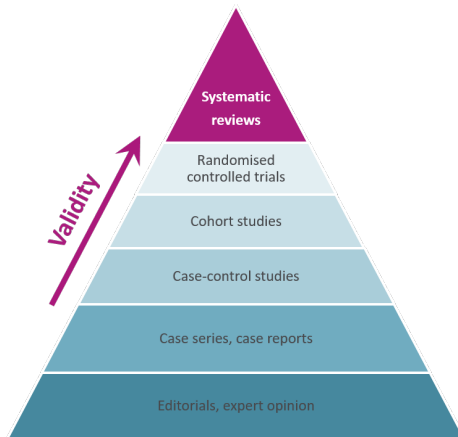 Systematic
reviews
Randomised
controlled trials
Validity
Cohort studies
Case-control studies
Case series, case reports
Editorials, expert opinion